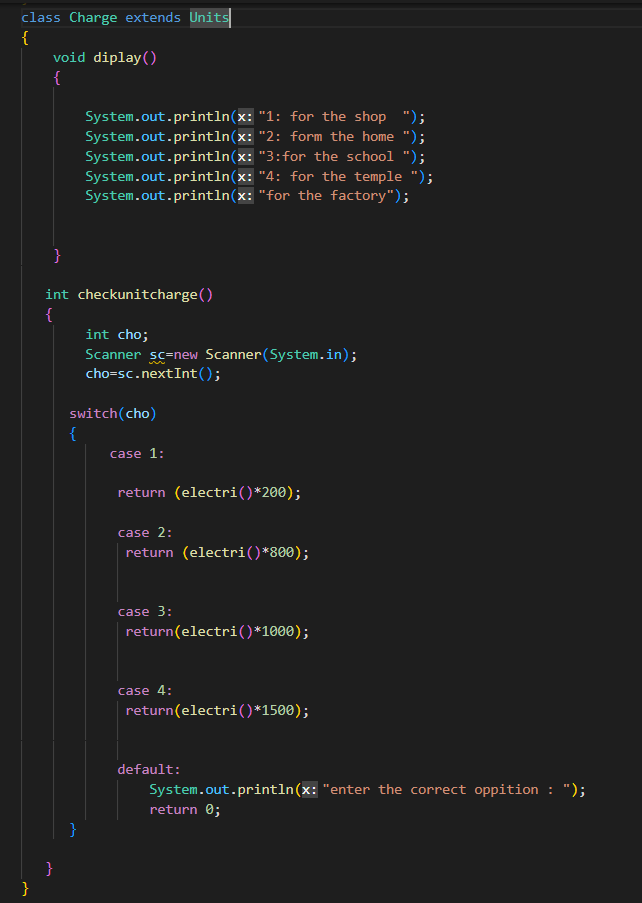 class Charge extends Units
{
void diplay()
{
System.out.println(x: "1: for the shop  ");
System.out.println(x: "2: form the home ");
System.out.println(x: "3:for the school ");
System.out.println(x: "4: for the temple ");
System.out.println(x: "for the factory");
}
int checkunitcharge()
{
int cho;
Scanner sc=new Scanner(System.in);
cho=sc.nextInt();
switch(cho)
{
case 1:
return (electri()*200);
case 2:
return (electri()*800);
case 3:
return(electri()*1000);
case 4:
return(electri()*1500);
default:
System.out.println(x: "enter the correct oppition : ");
return 0;
}
}
}